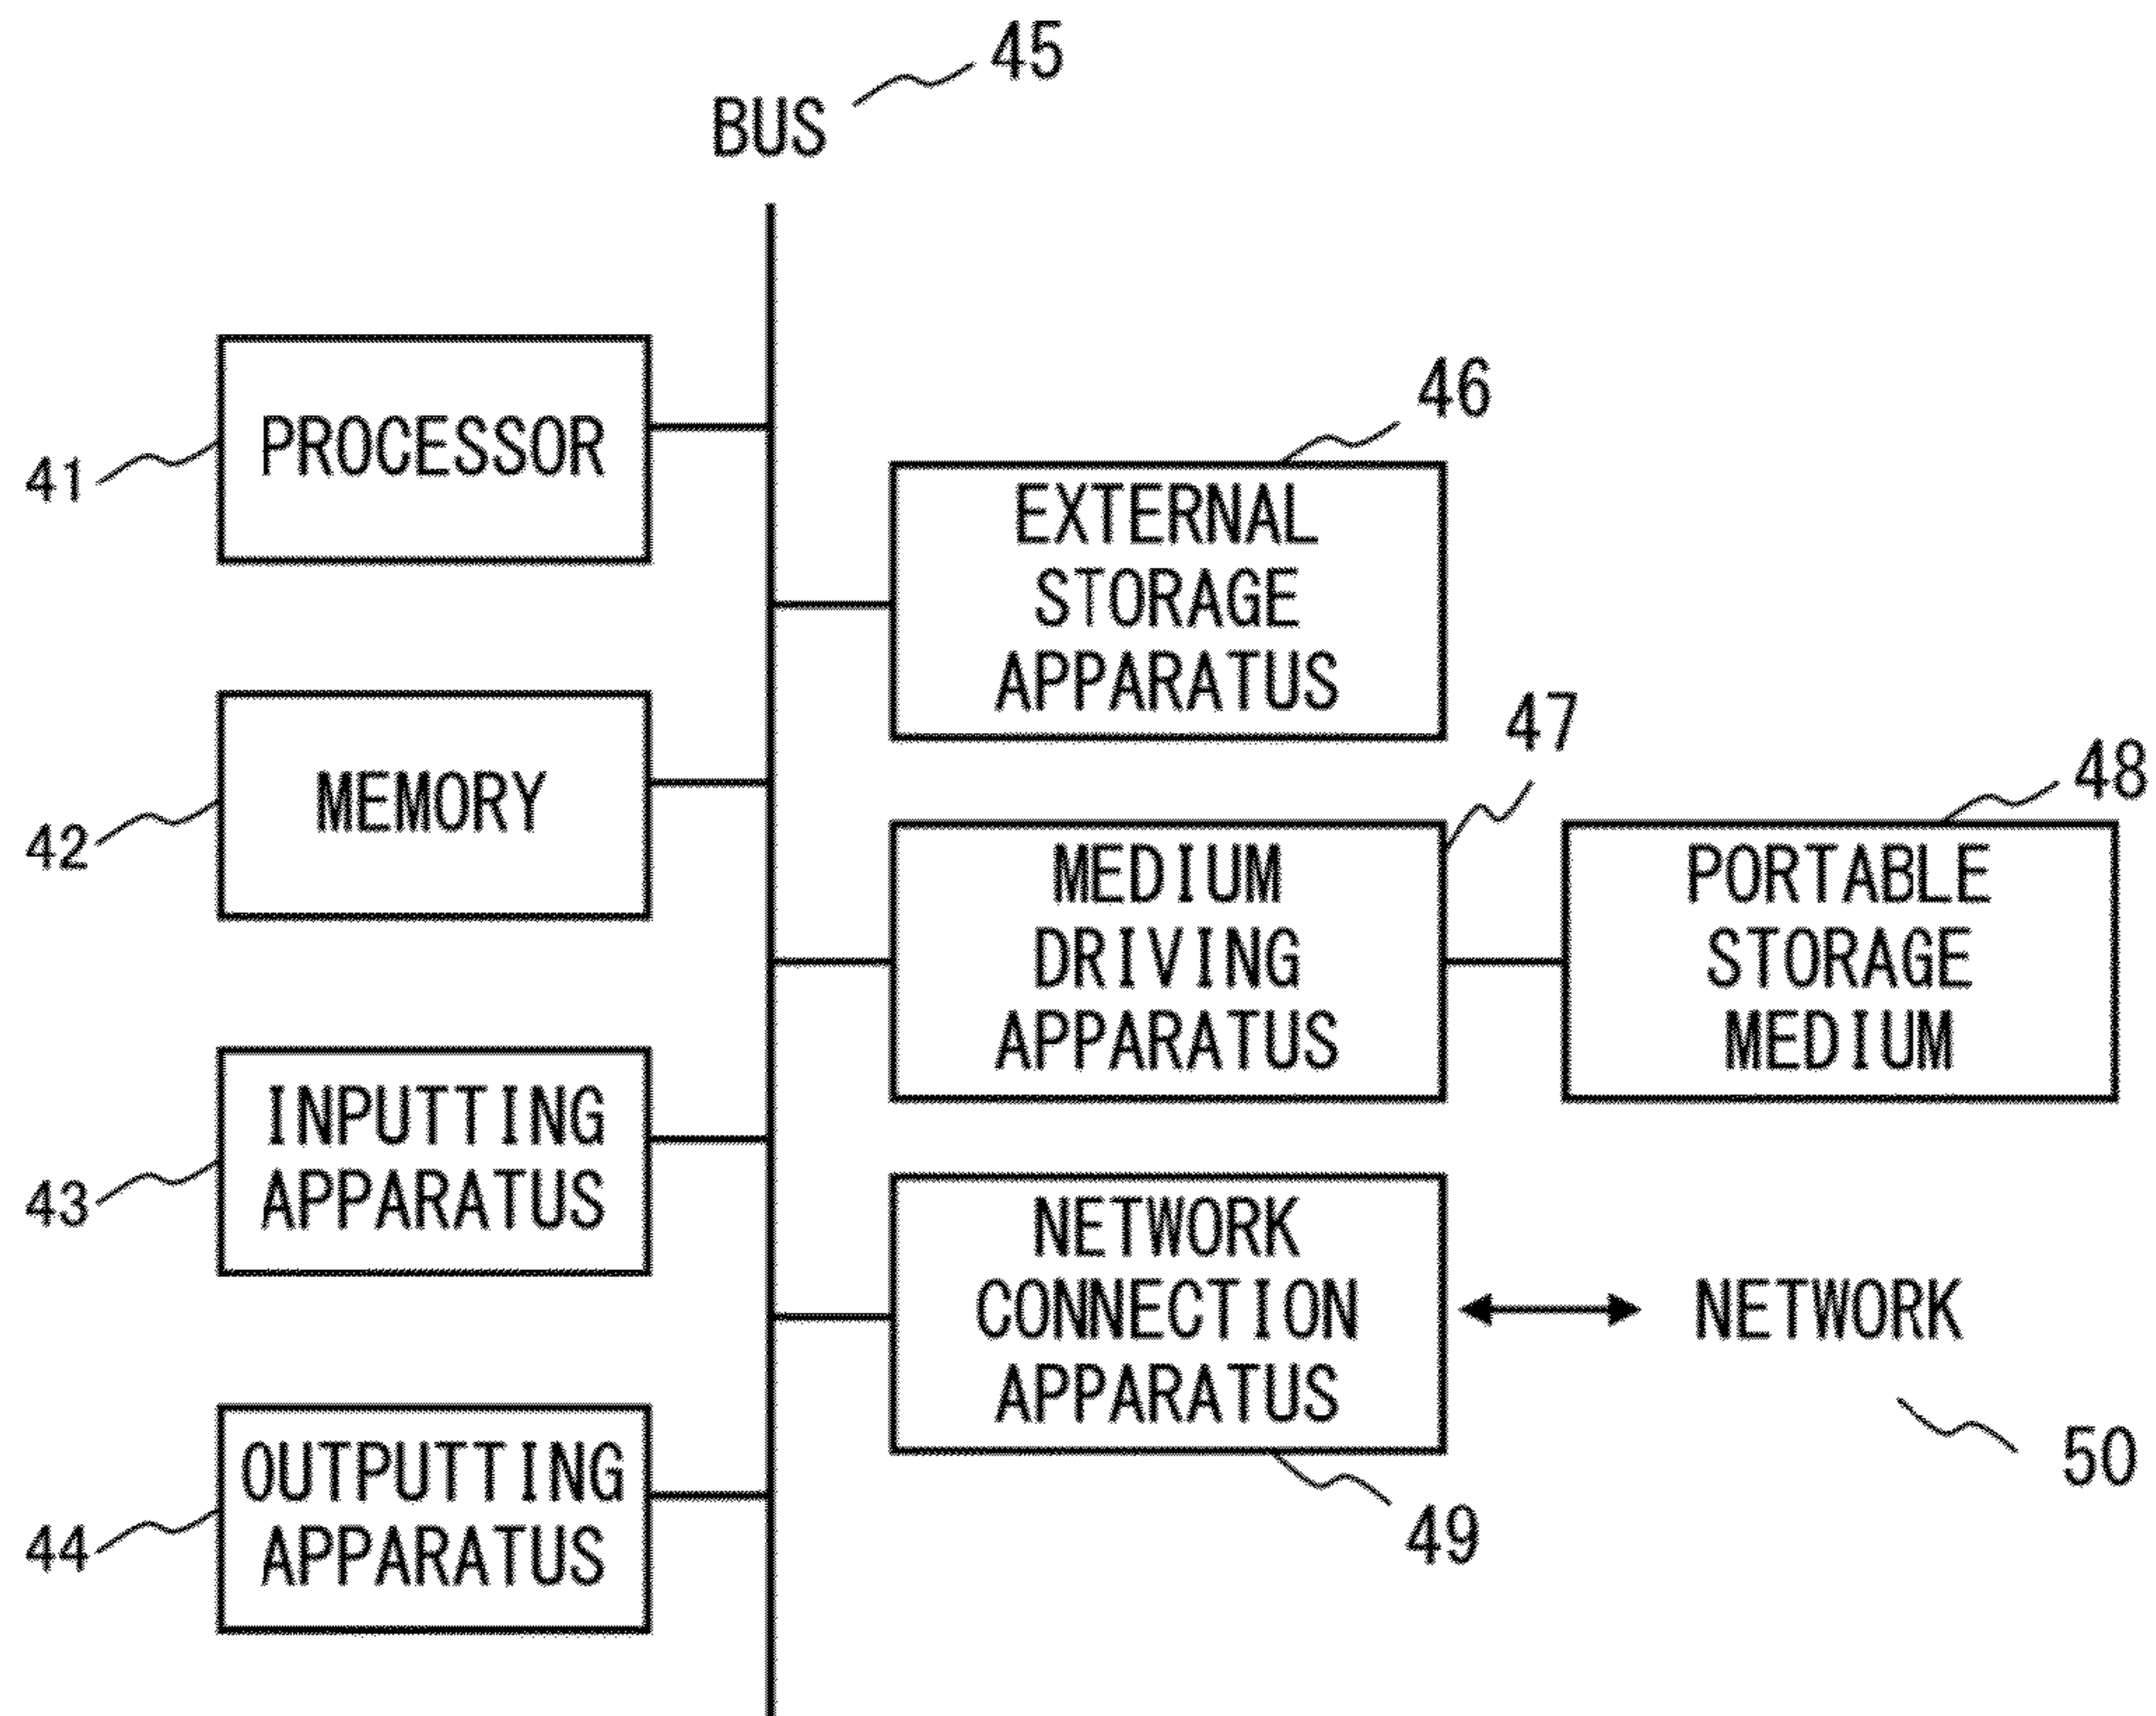 45
BUS
PROCESSOR
41
46
EXTERNAL
STORAGE
APPARATUS
MEMORY
42
47
MEDIUM
DRIVING
APPARATUS
48
PORTABLE
STORAGE
MEDIUM
INPUTTING
APPARATUS
43
NETWORK
CONNECTION
APPARATUS
49
NETWORK
50
OUTPUTTING
APPARATUS
44